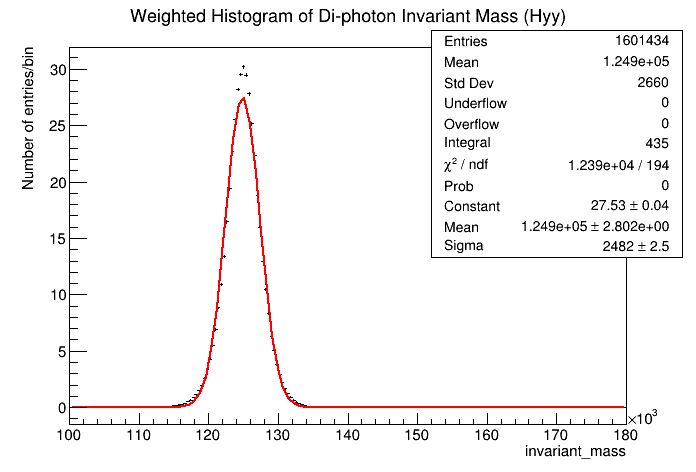 Weighted Histogram of Di-photon Invariant Mass (Hyy)
Entries 1601434
Mean 1.249e+05
Std Dev 2660
Underflow 0
Overflow 0
Integral 435
χ² / ndf 1.239e+04 / 194
Prob 0
Constant 27.53 ± 0.04
Mean 1.249e+05 ± 2.802e+00
Sigma 2482 ± 2.5
Number of entries/bin
30
25
20
15
10
5
0
100 110 120 130 140 150 160 170 180
×10³
invariant_mass